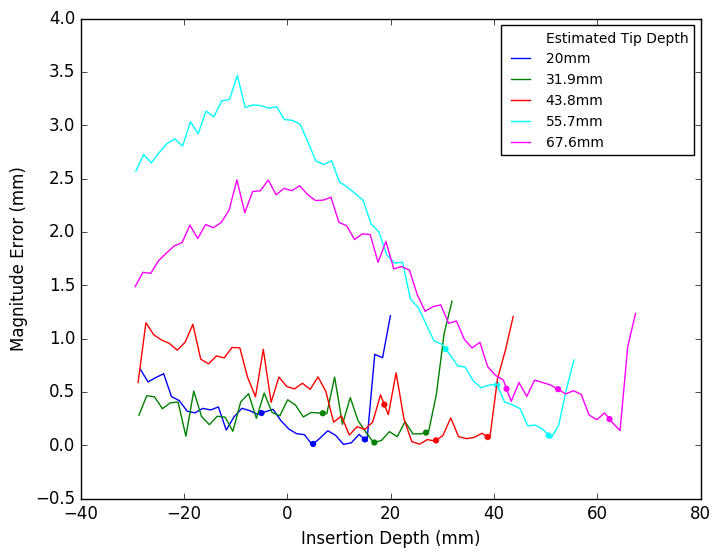 4.0
3.5
3.0
2.5
2.0
1.5
1.0
0.5
0.0
−0.5
Magnitude Error (mm)
Estimated Tip Depth
20mm
31.9mm
43.8mm
55.7mm
67.6mm
−40
−20
0
20
40
60
80
Insertion Depth (mm)